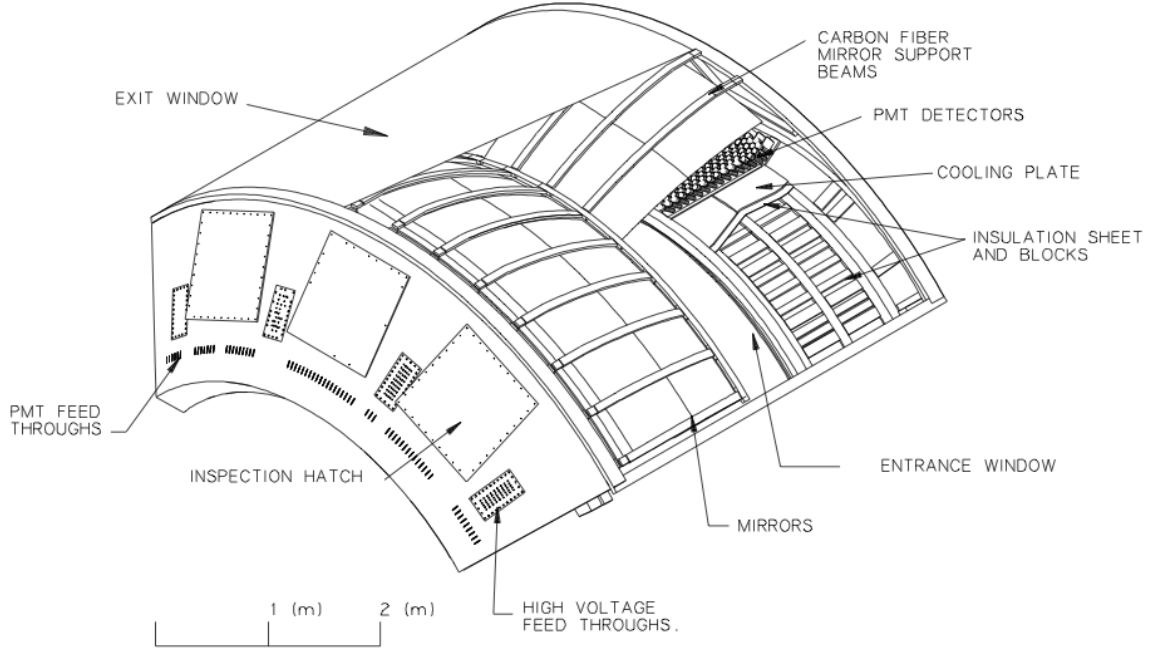 CARBON FIBER
MIRROR SUPPORT
BEAMS
EXIT WINDOW
PMT DETECTORS
COOLING PLATE
INSULATION SHEET
AND BLOCKS
PMT FEED
THROUGHS
INSPECTION HATCH
ENTRANCE WINDOW
MIRRORS
1 (m) 2 (m)
HIGH VOLTAGE
FEED THROUGHS.